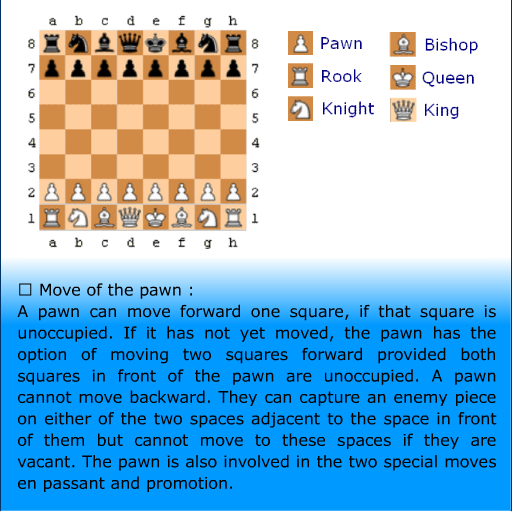 a b c d e f g h
8 8
7 7
6 6
5 5
4 4
3 3
2 2
1 1
a b c d e f g h
Pawn Bishop
Rook Queen
Knight King
☐ Move of the pawn :
A pawn can move forward one square, if that square is
unoccupied. If it has not yet moved, the pawn has the
option of moving two squares forward provided both
squares in front of the pawn are unoccupied. A pawn
cannot move backward. They can capture an enemy piece
on either of the two spaces adjacent to the space in front
of them but cannot move to these spaces if they are
vacant. The pawn is also involved in the two special moves
en passant and promotion.